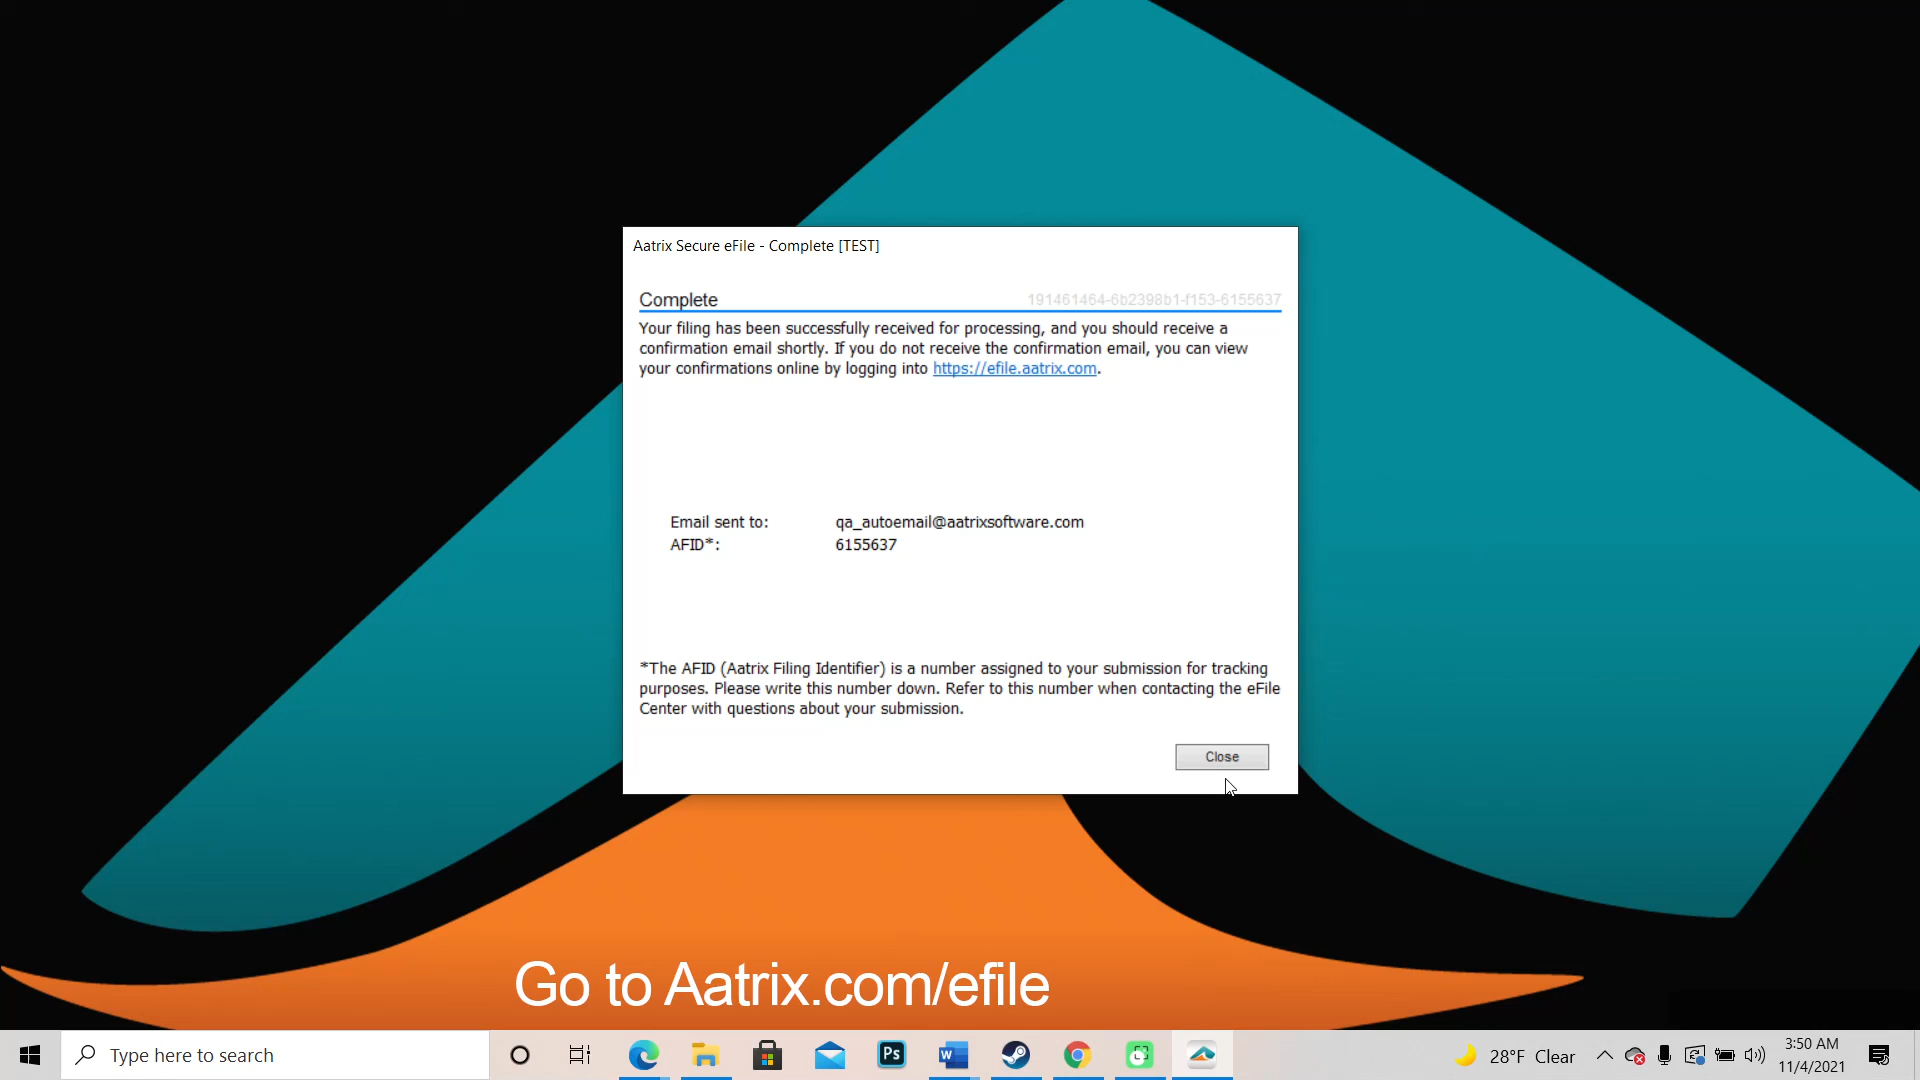 Aatrix Secure eFile - Complete [TEST]
Complete
191461464-6b2398b1-f153-6155637
Your filing has been successfully received for processing, and you should receive a
confirmation email shortly. If you do not receive the confirmation email, you can view
your confirmations online by logging into https://efile.aatrix.com.
Email sent to: qa_autoemail@aatrixsoftware.com
AFID*: 6155637
*The AFID (Aatrix Filing Identifier) is a number assigned to your submission for tracking
purposes. Please write this number down. Refer to this number when contacting the eFile
Center with questions about your submission.
Close
Go to Aatrix.com/efile
Type here to search
Ps
W
28°F Clear
3:50 AM
11/4/2021